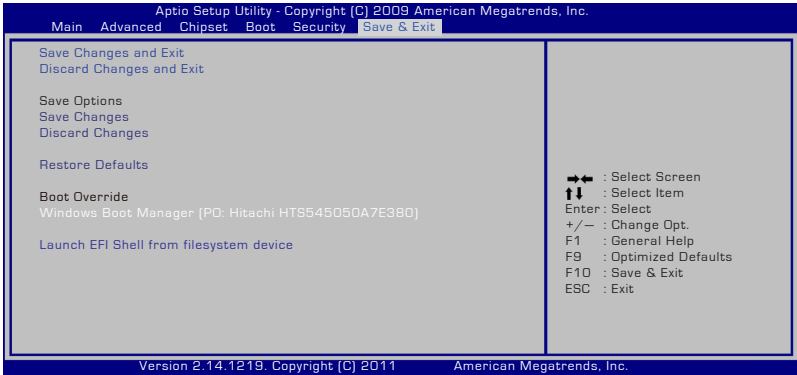 Aptio Setup Utility - Copyright (C) 2009 American Megatrends, Inc.
Main Advanced Chipset Boot Security Save & Exit
Save Changes and Exit
Discard Changes and Exit
Save Options
Save Changes
Discard Changes
Restore Defaults
Boot Override
Windows Boot Manager (PO: Hitachi HTS545050A7E380)
Launch EFI Shell from filesystem device
→← : Select Screen
↑↓ : Select Item
Enter : Select
+/— : Change Opt.
F1 : General Help
F9 : Optimized Defaults
F10 : Save & Exit
ESC : Exit
Version 2.14.1219. Copyright (C) 2011 American Megatrends, Inc.